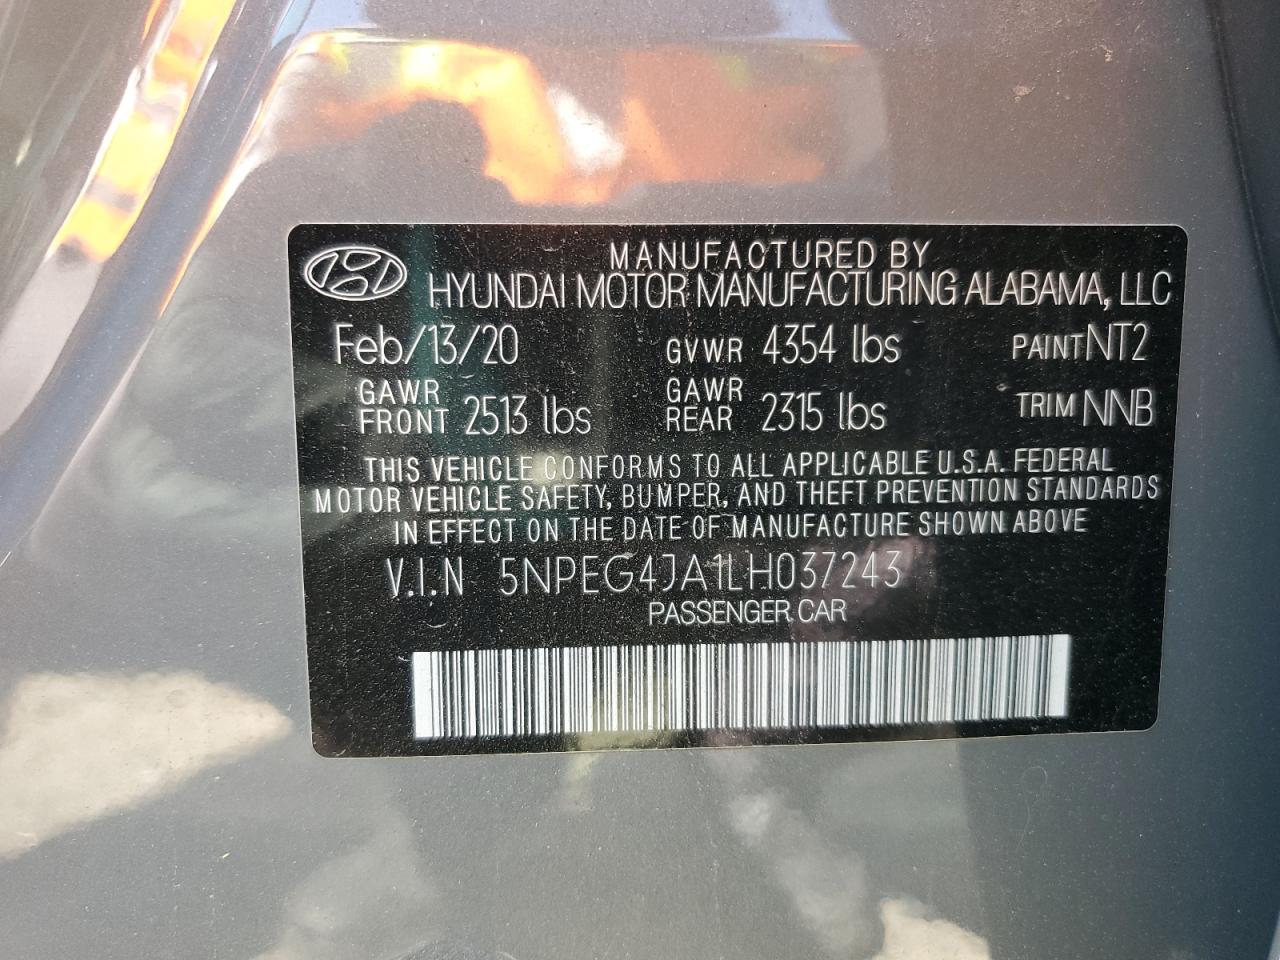 MANUFACTURED BY
HYUNDAI MOTOR MANUFACTURING ALABAMA, LLC
Feb/13/20 GVWR 4354 lbs PAINT NT2
GAWR FRONT 2513 lbs GAWR REAR 2315 lbs TRIM NNB
THIS VEHICLE CONFORMS TO ALL APPLICABLE U.S.A. FEDERAL
MOTOR VEHICLE SAFETY, BUMPER, AND THEFT PREVENTION STANDARDS
IN EFFECT ON THE DATE OF MANUFACTURE SHOWN ABOVE
V.I.N 5NPEG4JA1LH037243
PASSENGER CAR